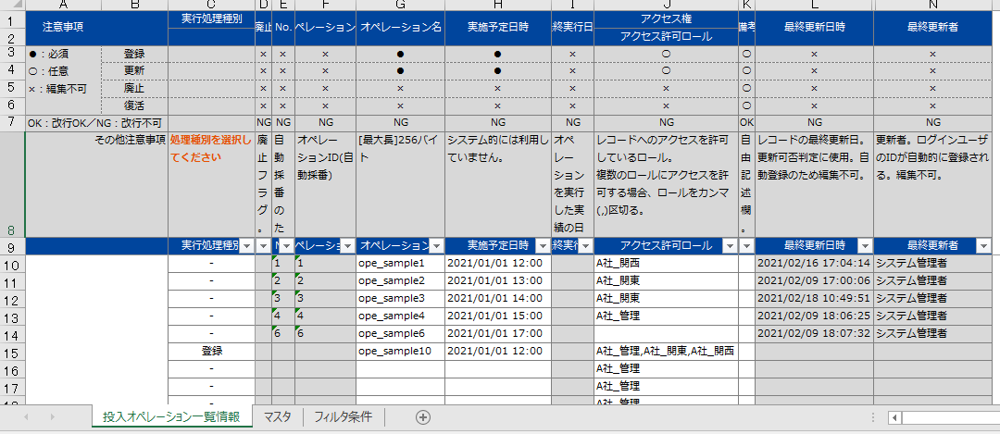 A B C D E F G H I J K L N
1 注意事項 実行処理種別 廃止 No. ペレーション オペレーション名 実施予定日時 終実行日 アクセス権 備考 最終更新日時 最終更新者
2 アクセス許可ロール
3 ●：必須 登録 × × × ● ● × ○ ○ × ×
4 ○：任意 更新 × × × ● ● × ○ ○ × ×
5 ×：編集不可 廃止 × × × × × × × ○ × ×
6 復活 × × × × × × × ○ × ×
7 OK：改行OK／NG：改行不可 NG NG NG NG NG NG NG OK NG NG
その他注意事項 処理種別を選択してください 廃止フラグ。 自動採番のた オペレーションID(自動採番) [最大長]256バイト システム的には利用していません。 オペレーションを実行した実績の日 レコードへのアクセスを許可しているロール。
複数のロールにアクセスを許可する場合、ロールをカンマ(,)区切る。 自由記述欄。 レコードの最終更新日。更新可否判定に使用。自動登録のため編集不可。 更新者。ログインユーザのIDが自動的に登録される。編集不可。
8
9 実行処理種別 ペレーション オペレーション名 実施予定日時 終実行 アクセス許可ロール 最終更新日時 最終更新者
10 - 1 1 ope_sample1 2021/01/01 12:00 A社_関西 2021/02/16 17:04:14 システム管理者
11 - 2 2 ope_sample2 2021/01/01 13:00 A社_関東 2021/02/09 17:00:06 システム管理者
12 - 3 3 ope_sample3 2021/01/01 14:00 A社_関東 2021/02/18 10:49:51 システム管理者
13 - 4 4 ope_sample4 2021/01/01 15:00 A社_管理 2021/02/09 18:06:25 システム管理者
14 - 6 6 ope_sample6 2021/01/01 17:00 2021/02/09 18:07:32 システム管理者
15 登録 ope_sample10 2021/01/01 12:00 A社_管理,A社_関東,A社_関西
16 - A社_管理
17 - A社_管理
A社_管理
投入オペレーション一覧情報 マスタ フィルタ条件